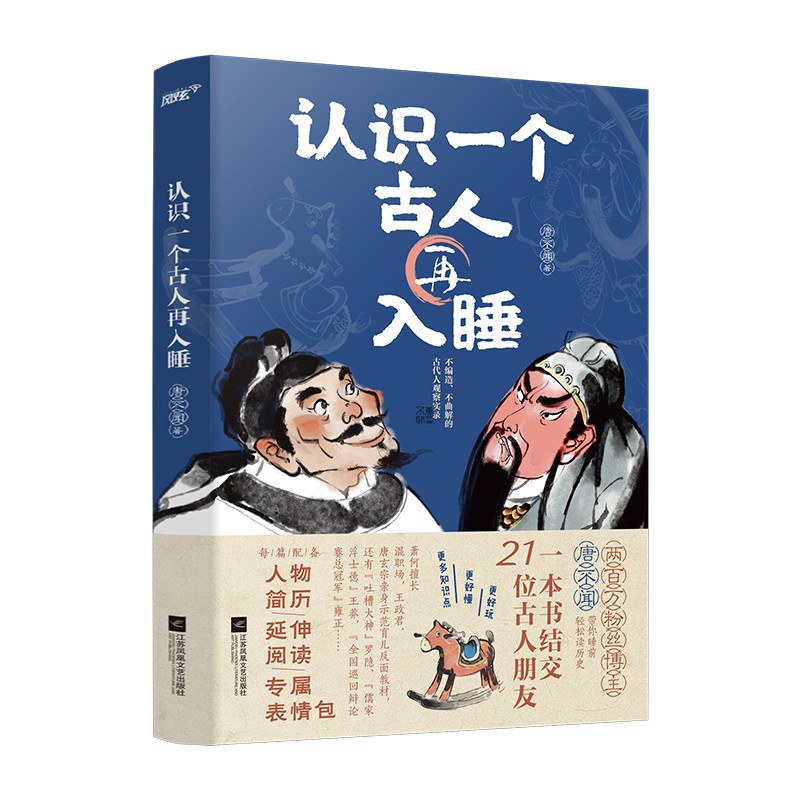 认识一个
古人
再
入睡
唐不闻 著
不编造、不曲解的
古代人观察实录
两百万粉丝博主
唐不闻
带你睡前
轻松读历史
一本书结交
21位古人朋友
更好玩
更好懂
更多知识点
萧何擅长
混职场，王政君、
唐玄宗亲身示范育儿反面教材，
还有“吐槽大神”罗隐、“儒家
浮士德”王莽，“全国巡回辩论
赛总冠军”雍正……
每/篇/配/备
人物
简历/
延伸
阅读/
专属
表情包
认识一个古人再入睡
唐不闻 著
江苏凤凰文艺出版社